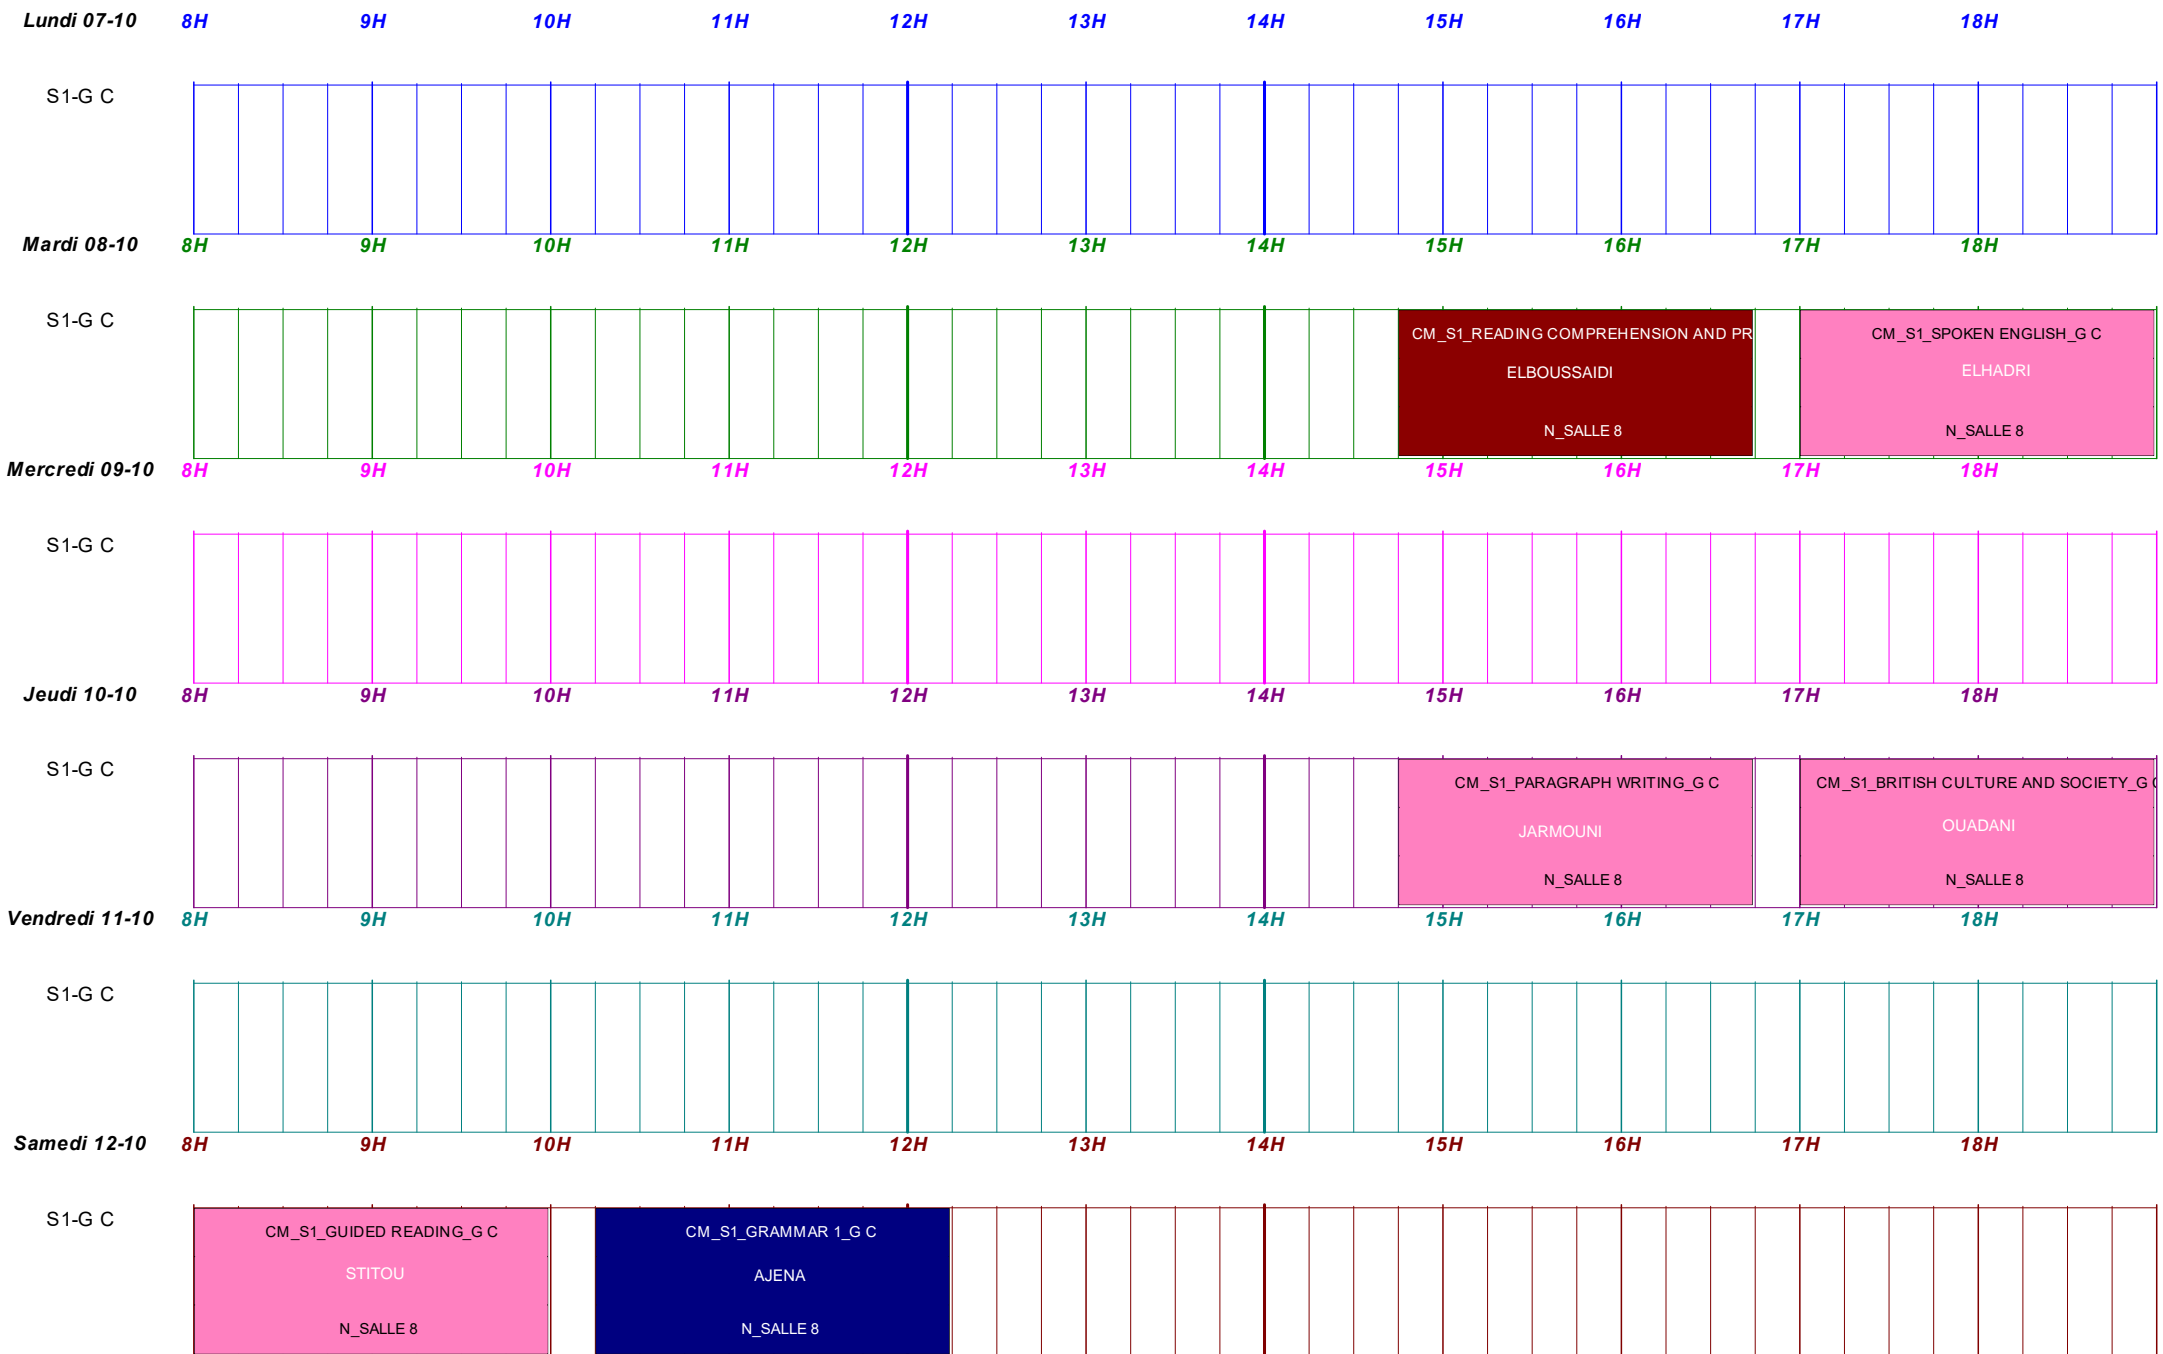 Lundi 07-10 8H 9H 10H 11H 12H 13H 14H 15H 16H 17H 18H
S1-G C
Mardi 08-10 8H 9H 10H 11H 12H 13H 14H 15H 16H 17H 18H
S1-G C
CM_S1_READING COMPREHENSION AND PR
ELBOUSSAIDI
N_SALLE 8
CM_S1_SPOKEN ENGLISH_G C
ELHADRI
N_SALLE 8
Mercredi 09-10 8H 9H 10H 11H 12H 13H 14H 15H 16H 17H 18H
S1-G C
Jeudi 10-10 8H 9H 10H 11H 12H 13H 14H 15H 16H 17H 18H
S1-G C
CM_S1_PARAGRAPH WRITING_G C
JARMOUNI
N_SALLE 8
CM_S1_BRITISH CULTURE AND SOCIETY_G C
OUADANI
N_SALLE 8
Vendredi 11-10 8H 9H 10H 11H 12H 13H 14H 15H 16H 17H 18H
S1-G C
Samedi 12-10 8H 9H 10H 11H 12H 13H 14H 15H 16H 17H 18H
S1-G C
CM_S1_GUIDED READING_G C
STITOU
N_SALLE 8
CM_S1_GRAMMAR 1_G C
AJENA
N_SALLE 8